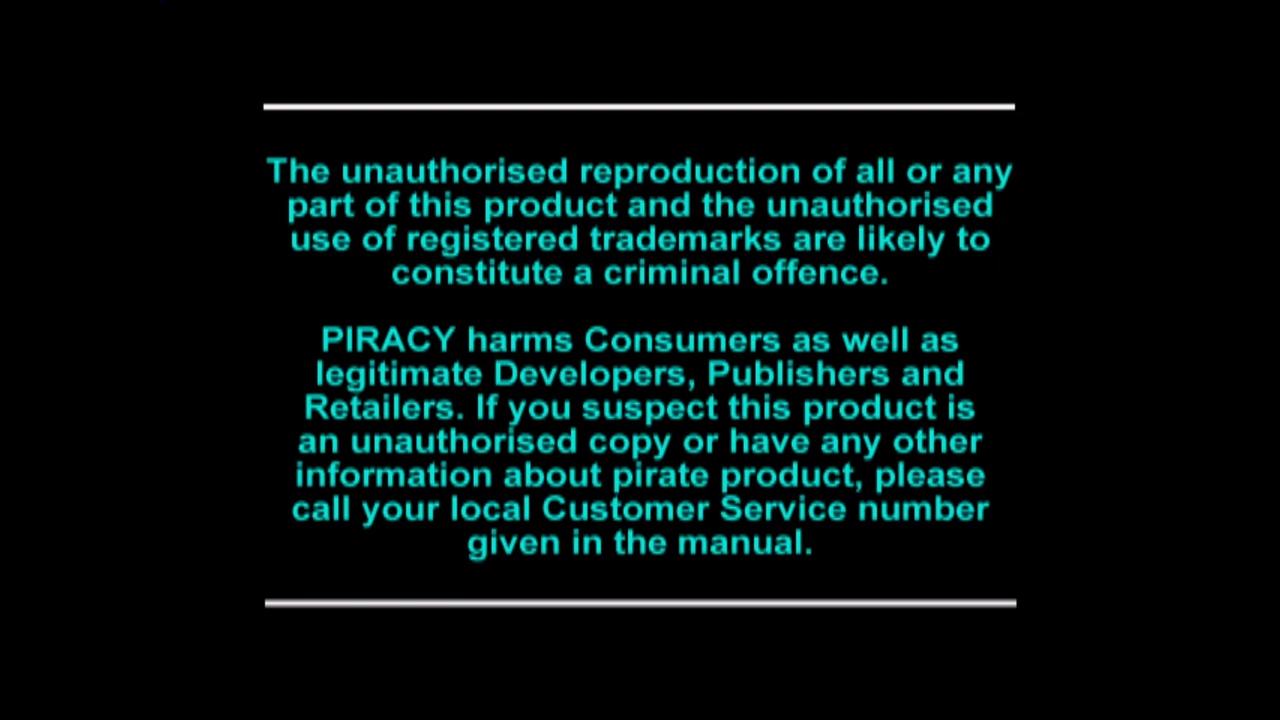 The unauthorised reproduction of all or any
part of this product and the unauthorised
use of registered trademarks are likely to
constitute a criminal offence.
PIRACY harms Consumers as well as
legitimate Developers, Publishers and
Retailers. If you suspect this product is
an unauthorised copy or have any other
information about pirate product, please
call your local Customer Service number
given in the manual.